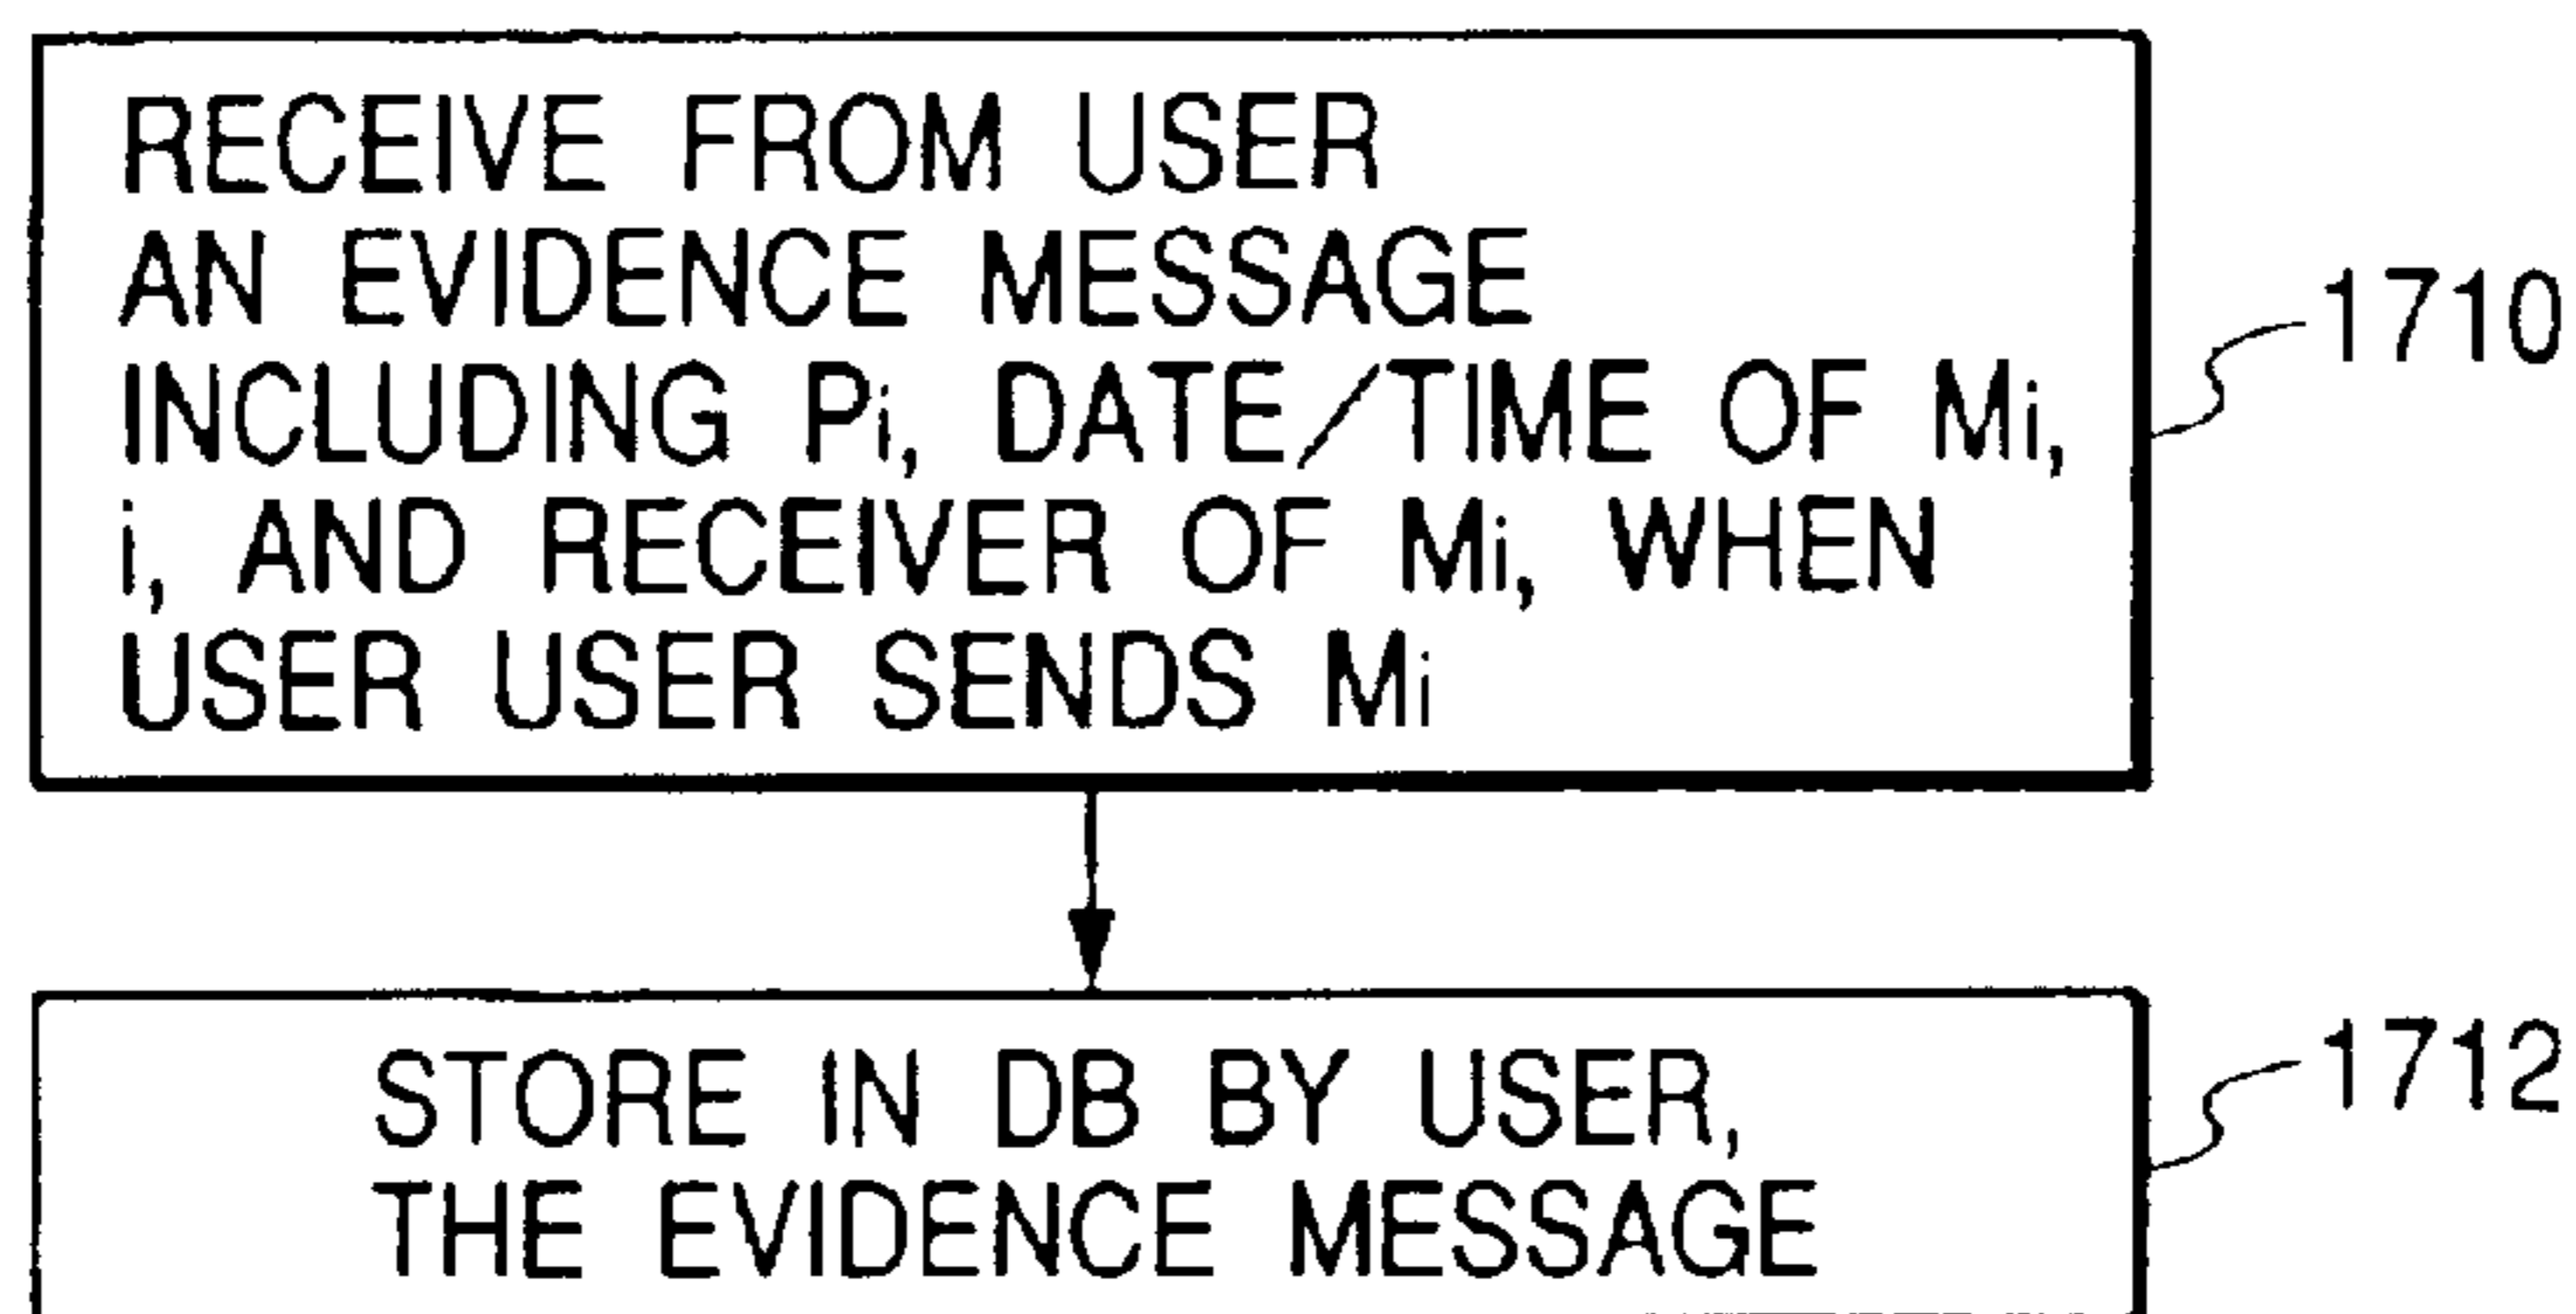 RECEIVE FROM USER
AN EVIDENCE MESSAGE
INCLUDING Pi, DATE/TIME OF Mi,
i, AND RECEIVER OF Mi, WHEN
USER USER SENDS Mi
1710
STORE IN DB BY USER,
THE EVIDENCE MESSAGE
1712